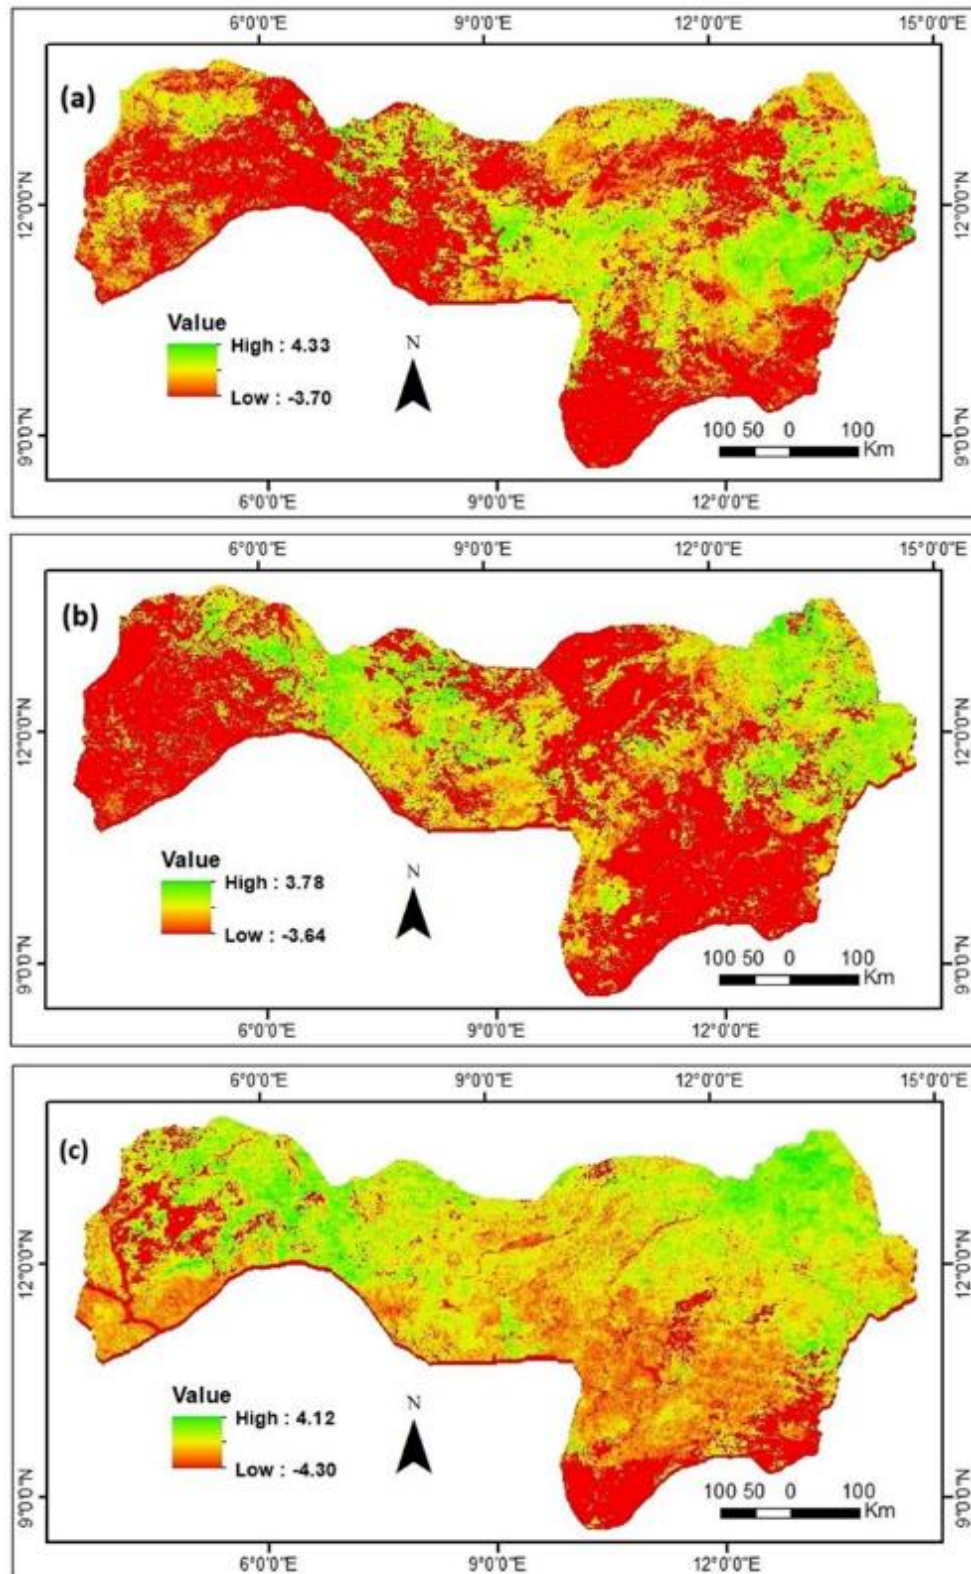 6°0'0"E 9°0'0"E 12°0'0"E 15°0'0"E
(a)
12°0'0"N 12°0'0"N
Value
High : 4.33
Low : -3.70
N
9°0'0"N 9°0'0"N
100 50 0 100
Km
6°0'0"E 9°0'0"E 12°0'0"E
6°0'0"E 9°0'0"E 12°0'0"E 15°0'0"E
(b)
12°0'0"N 12°0'0"N
Value
High : 3.78
Low : -3.64
N
9°0'0"N 9°0'0"N
100 50 0 100
Km
6°0'0"E 9°0'0"E 12°0'0"E
6°0'0"E 9°0'0"E 12°0'0"E 15°0'0"E
(c)
12°0'0"N 12°0'0"N
Value
High : 4.12
Low : -4.30
N
9°0'0"N 9°0'0"N
100 50 0 100
Km
6°0'0"E 9°0'0"E 12°0'0"E